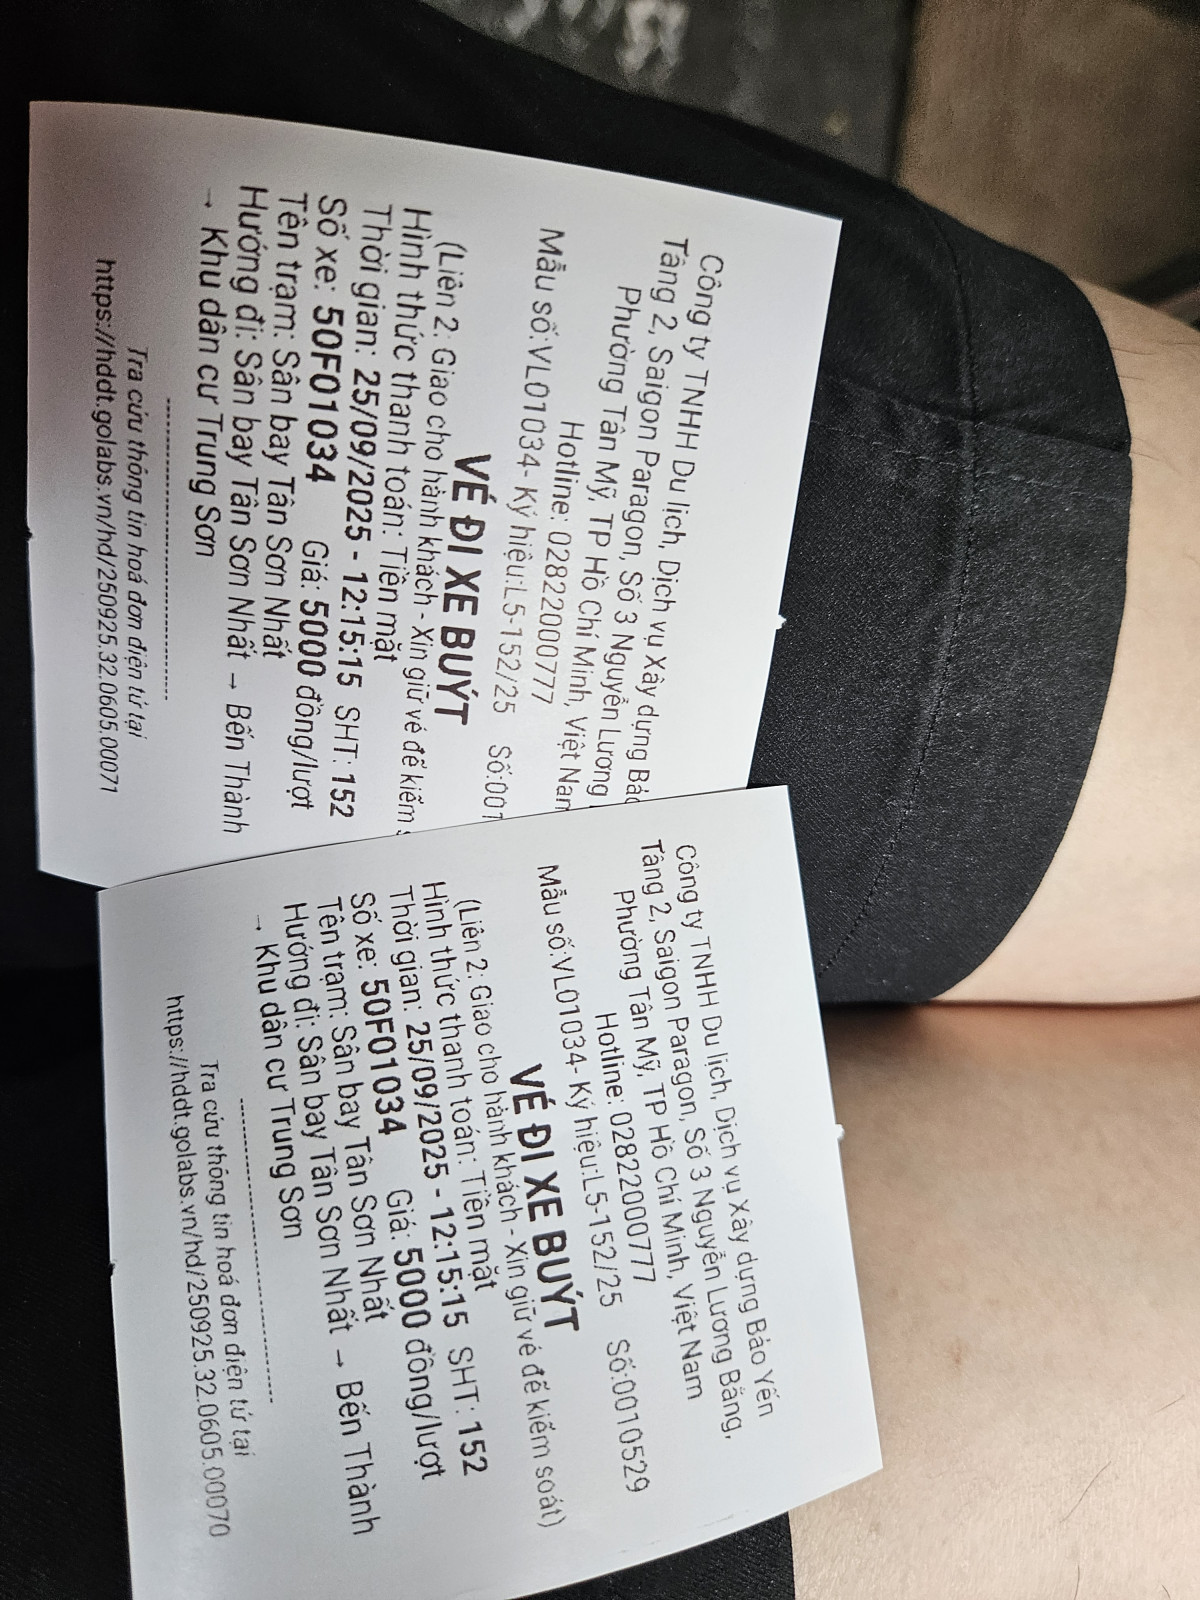 Công ty TNHH Du lịch, Dịch vụ Xây dựng
Tầng 2, Saigon Paragon, Số 3 Nguyễn Lương
Phường Tân Mỹ, TP Hồ Chí Minh, Việt
Hotline: 02822000777
Mẫu số:VL01034- Ký hiệu:L5-152/25 Số:001
VÉ ĐI XE BUÝT
(Liên 2: Giao cho hành khách - Xin giữ vé để kiểm
Hình thức thanh toán: Tiền mặt
Thời gian: 25/09/2025 - 12:15:15 SHT: 152
Số xe: 50F01034 Giá: 5000 đồng/lượt
Tên trạm: Sân bay Tân Sơn Nhất
Hướng đi: Sân bay Tân Sơn Nhất → Bến Thành
→ Khu dân cư Trung Sơn
Tra cứu thông tin hoá đơn điện tử tại
https://hddt.golabs.vn/hd/250925.32.0605.00071
Công ty TNHH Du lịch, Dịch vụ Xây dựng Bảo Yến
Tầng 2, Saigon Paragon, Số 3 Nguyễn Lương Bằng,
Phường Tân Mỹ, TP Hồ Chí Minh, Việt Nam
Hotline: 02822000777
Mẫu số:VL01034- Ký hiệu:L5-152/25 Số:0010529
VÉ ĐI XE BUÝT
(Liên 2: Giao cho hành khách - Xin giữ vé để kiểm soát)
Hình thức thanh toán: Tiền mặt
Thời gian: 25/09/2025 - 12:15:15 SHT: 152
Số xe: 50F01034 Giá: 5000 đồng/lượt
Tên trạm: Sân bay Tân Sơn Nhất
Hướng đi: Sân bay Tân Sơn Nhất → Bến Thành
→ Khu dân cư Trung Sơn
Tra cứu thông tin hoá đơn điện tử tại
https://hddt.golabs.vn/hd/250925.32.0605.00070